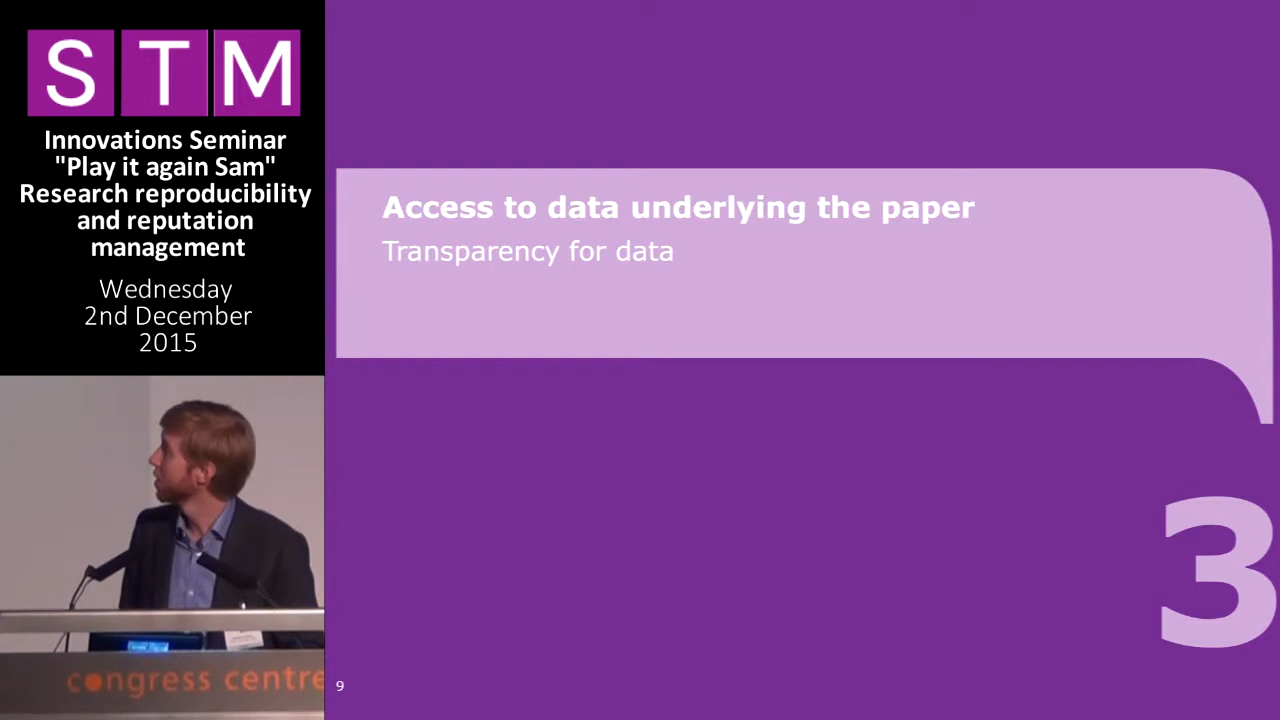 STM
Innovations Seminar
"Play it again Sam"
Research reproducibility
and reputation
management
Wednesday
2nd December
2015
Access to data underlying the paper
Transparency for data
3
9
congress centre